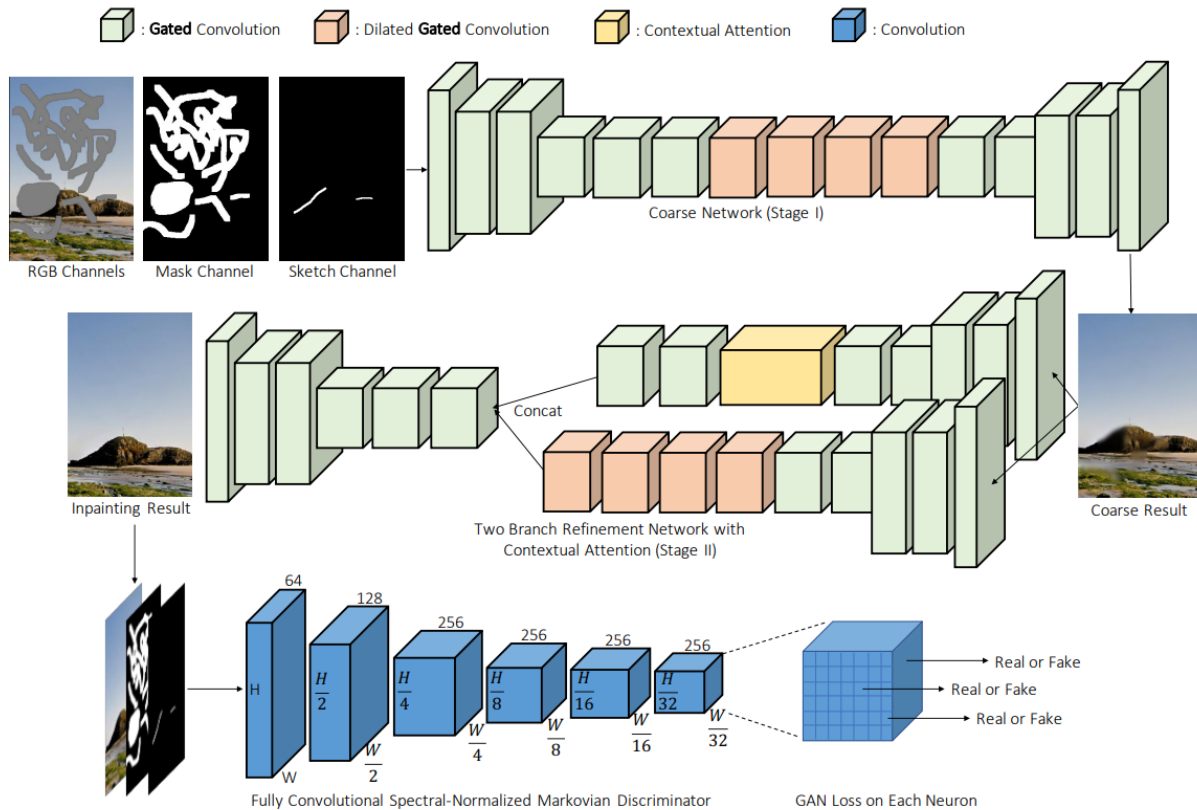 : Gated Convolution
: Dilated Gated Convolution
: Contextual Attention
: Convolution
RGB Channels
Mask Channel
Sketch Channel
Coarse Network (Stage I)
Concat
Inpainting Result
Coarse Result
Two Branch Refinement Network with
Contextual Attention (Stage II)
64
128
256
256
256
256
H
H/2
H/4
H/8
H/16
H/32
W
W/2
W/4
W/8
W/16
W/32
Real or Fake
Real or Fake
Real or Fake
Fully Convolutional Spectral-Normalized Markovian Discriminator
GAN Loss on Each Neuron